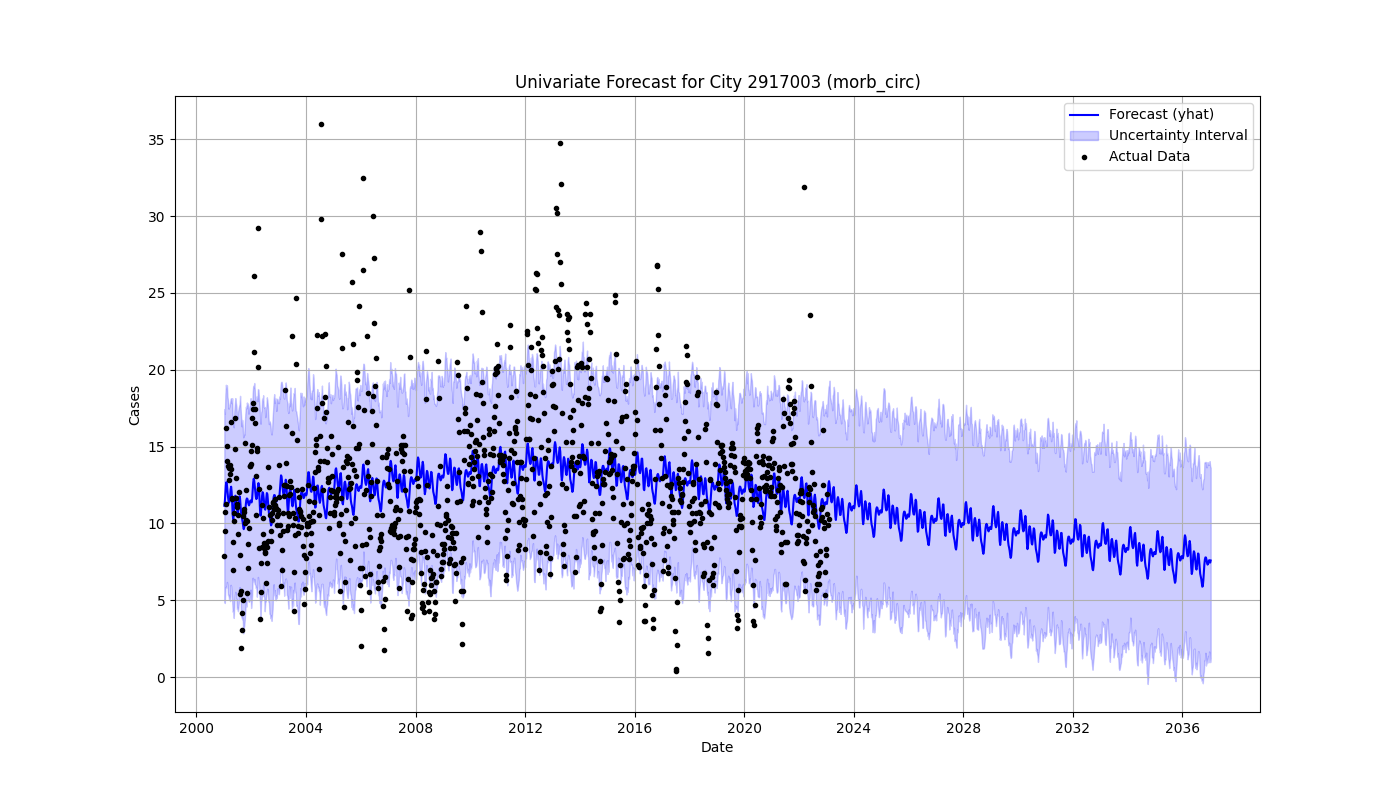 Univariate Forecast for City 2917003 (morb_circ)
Forecast (yhat)
Uncertainty Interval
Actual Data
Cases
35
30
25
20
15
10
5
0
2000 2004 2008 2012 2016 2020 2024 2028 2032 2036
Date